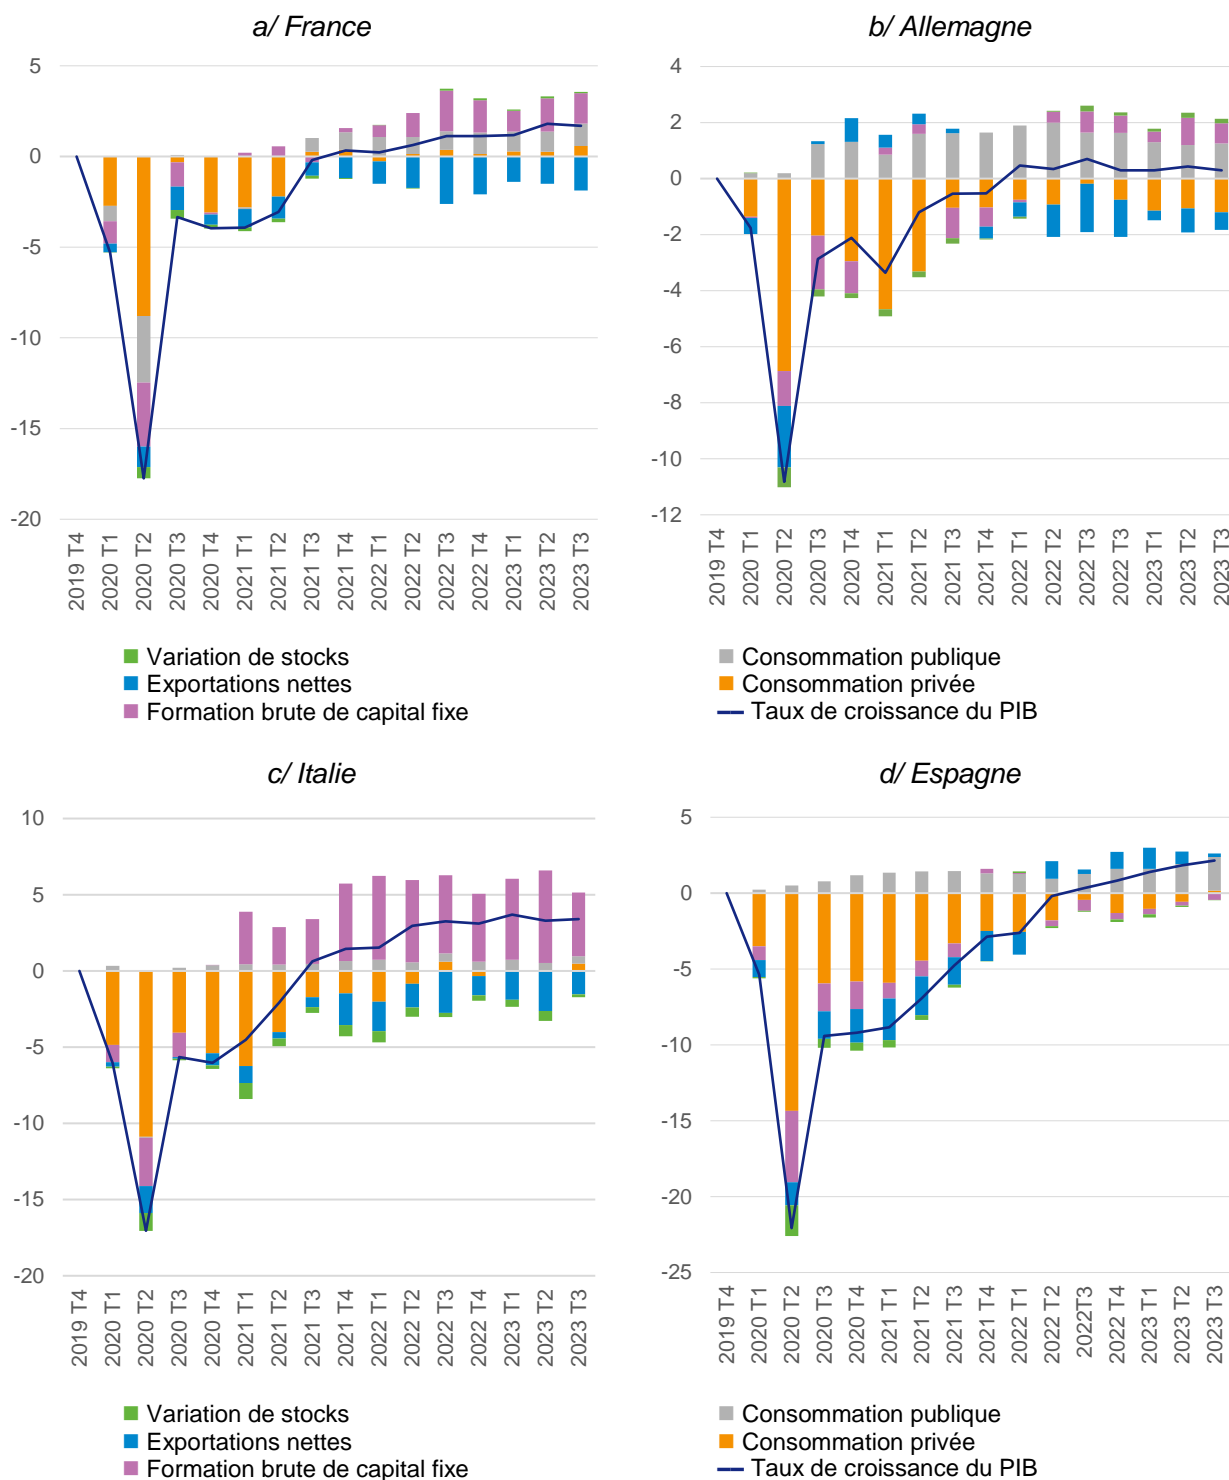 a/ France
5
0
-5
-10
-15
-20
2019 T4
2020 T1
2020 T2
2020 T3
2020 T4
2021 T1
2021 T2
2021 T3
2021 T4
2022 T1
2022 T2
2022 T3
2022 T4
2023 T1
2023 T2
2023 T3
Variation de stocks
Exportations nettes
Formation brute de capital fixe
b/ Allemagne
4
2
0
-2
-4
-6
-8
-10
-12
2019 T4
2020 T1
2020 T2
2020 T3
2020 T4
2021 T1
2021 T2
2021 T3
2021 T4
2022 T1
2022 T2
2022 T3
2022 T4
2023 T1
2023 T2
2023 T3
Consommation publique
Consommation privée
Taux de croissance du PIB
c/ Italie
10
5
0
-5
-10
-15
-20
2019 T4
2020 T1
2020 T2
2020 T3
2020 T4
2021 T1
2021 T2
2021 T3
2021 T4
2022 T1
2022 T2
2022 T3
2022 T4
2023 T1
2023 T2
2023 T3
Variation de stocks
Exportations nettes
Formation brute de capital fixe
d/ Espagne
5
0
-5
-10
-15
-20
-25
2019 T4
2020 T1
2020 T2
2020 T3
2020 T4
2021 T1
2021 T2
2021 T3
2021 T4
2022 T1
2022 T2
2022T3
2022 T4
2023 T1
2023 T2
2023 T3
Consommation publique
Consommation privée
Taux de croissance du PIB